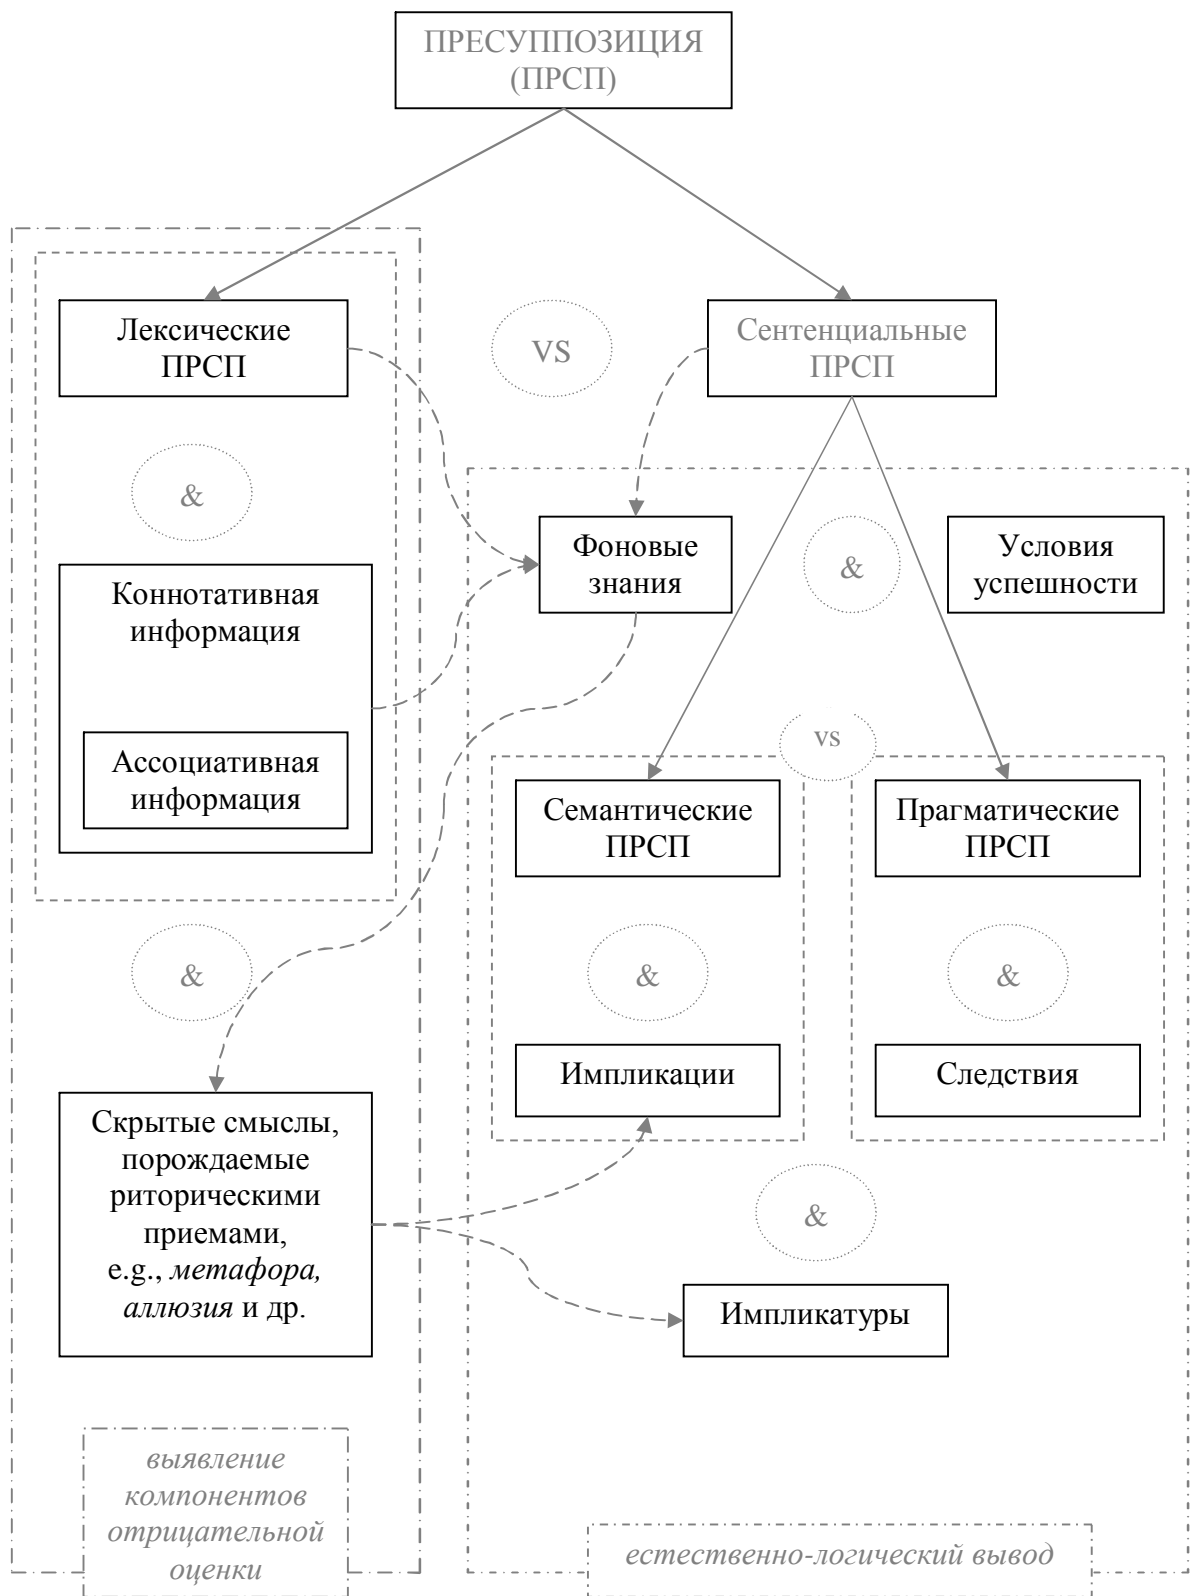 ПРЕСУППОЗИЦИЯ
(ПРСП)
Лексические
ПРСП
vs
Сентенциальные
ПРСП
&
Фоновые
знания
&
Условия
успешности
Коннотативная
информация
Ассоциативная
информация
vs
Семантические
ПРСП
Прагматические
ПРСП
&
&
&
Импликации
Следствия
Скрытые смыслы,
порождаемые
риторическими
приемами,
e.g., метафора,
аллюзия и др.
&
Импликатуры
выявление
компонентов
отрицательной
оценки
естественно-логический вывод